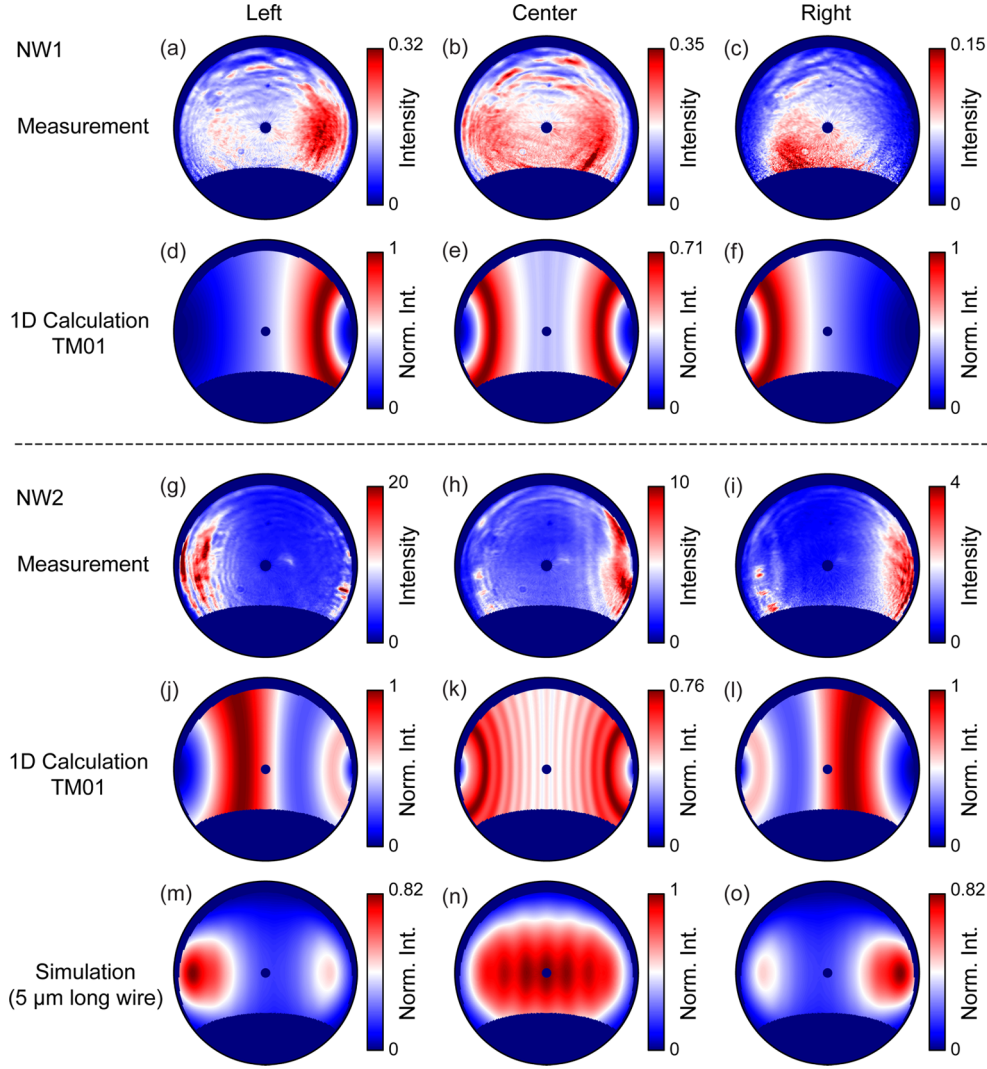 Left Center Right
NW1
(a) 0.32 (b) 0.35 (c) 0.15
Measurement
Intensity Intensity Intensity
0 0 0
(d) 1 (e) 0.71 (f) 1
1D Calculation
TM01
Norm. Int. Norm. Int. Norm. Int.
0 0 0
NW2
(g) 20 (h) 10 (i) 4
Measurement
Intensity Intensity Intensity
0 0 0
(j) 1 (k) 0.76 (l) 1
1D Calculation
TM01
Norm. Int. Norm. Int. Norm. Int.
0 0 0
(m) 0.82 (n) 1 (o) 0.82
Simulation
(5 µm long wire)
Norm. Int. Norm. Int. Norm. Int.
0 0 0